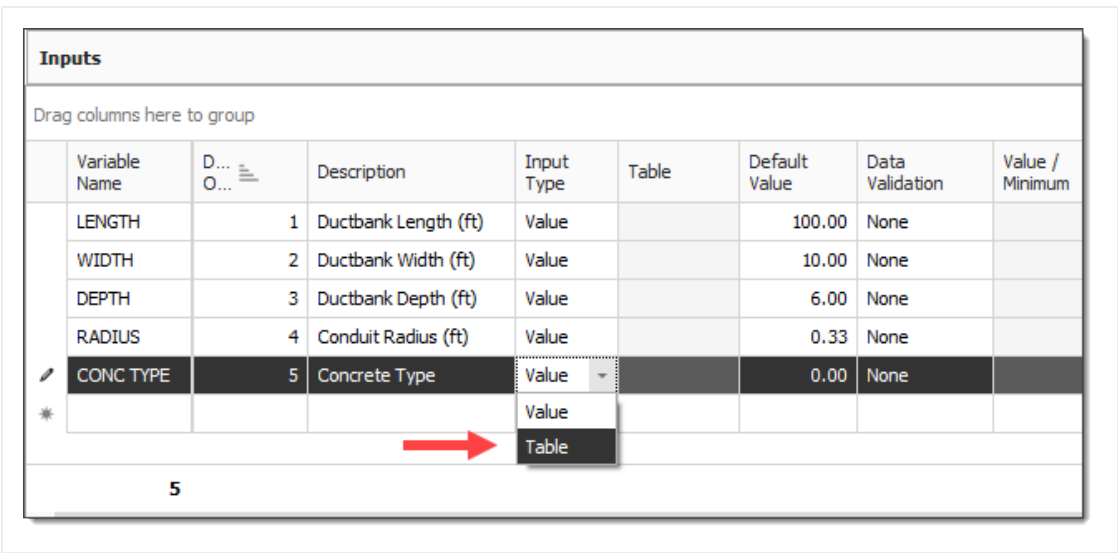 Inputs
Drag columns here to group
Variable Name D... O... Description Input Type Table Default Value Data Validation Value / Minimum
LENGTH 1 Ductbank Length (ft) Value 100.00 None
WIDTH 2 Ductbank Width (ft) Value 10.00 None
DEPTH 3 Ductbank Depth (ft) Value 6.00 None
RADIUS 4 Conduit Radius (ft) Value 0.33 None
CONC TYPE 5 Concrete Type Value 0.00 None
Value
Table
5